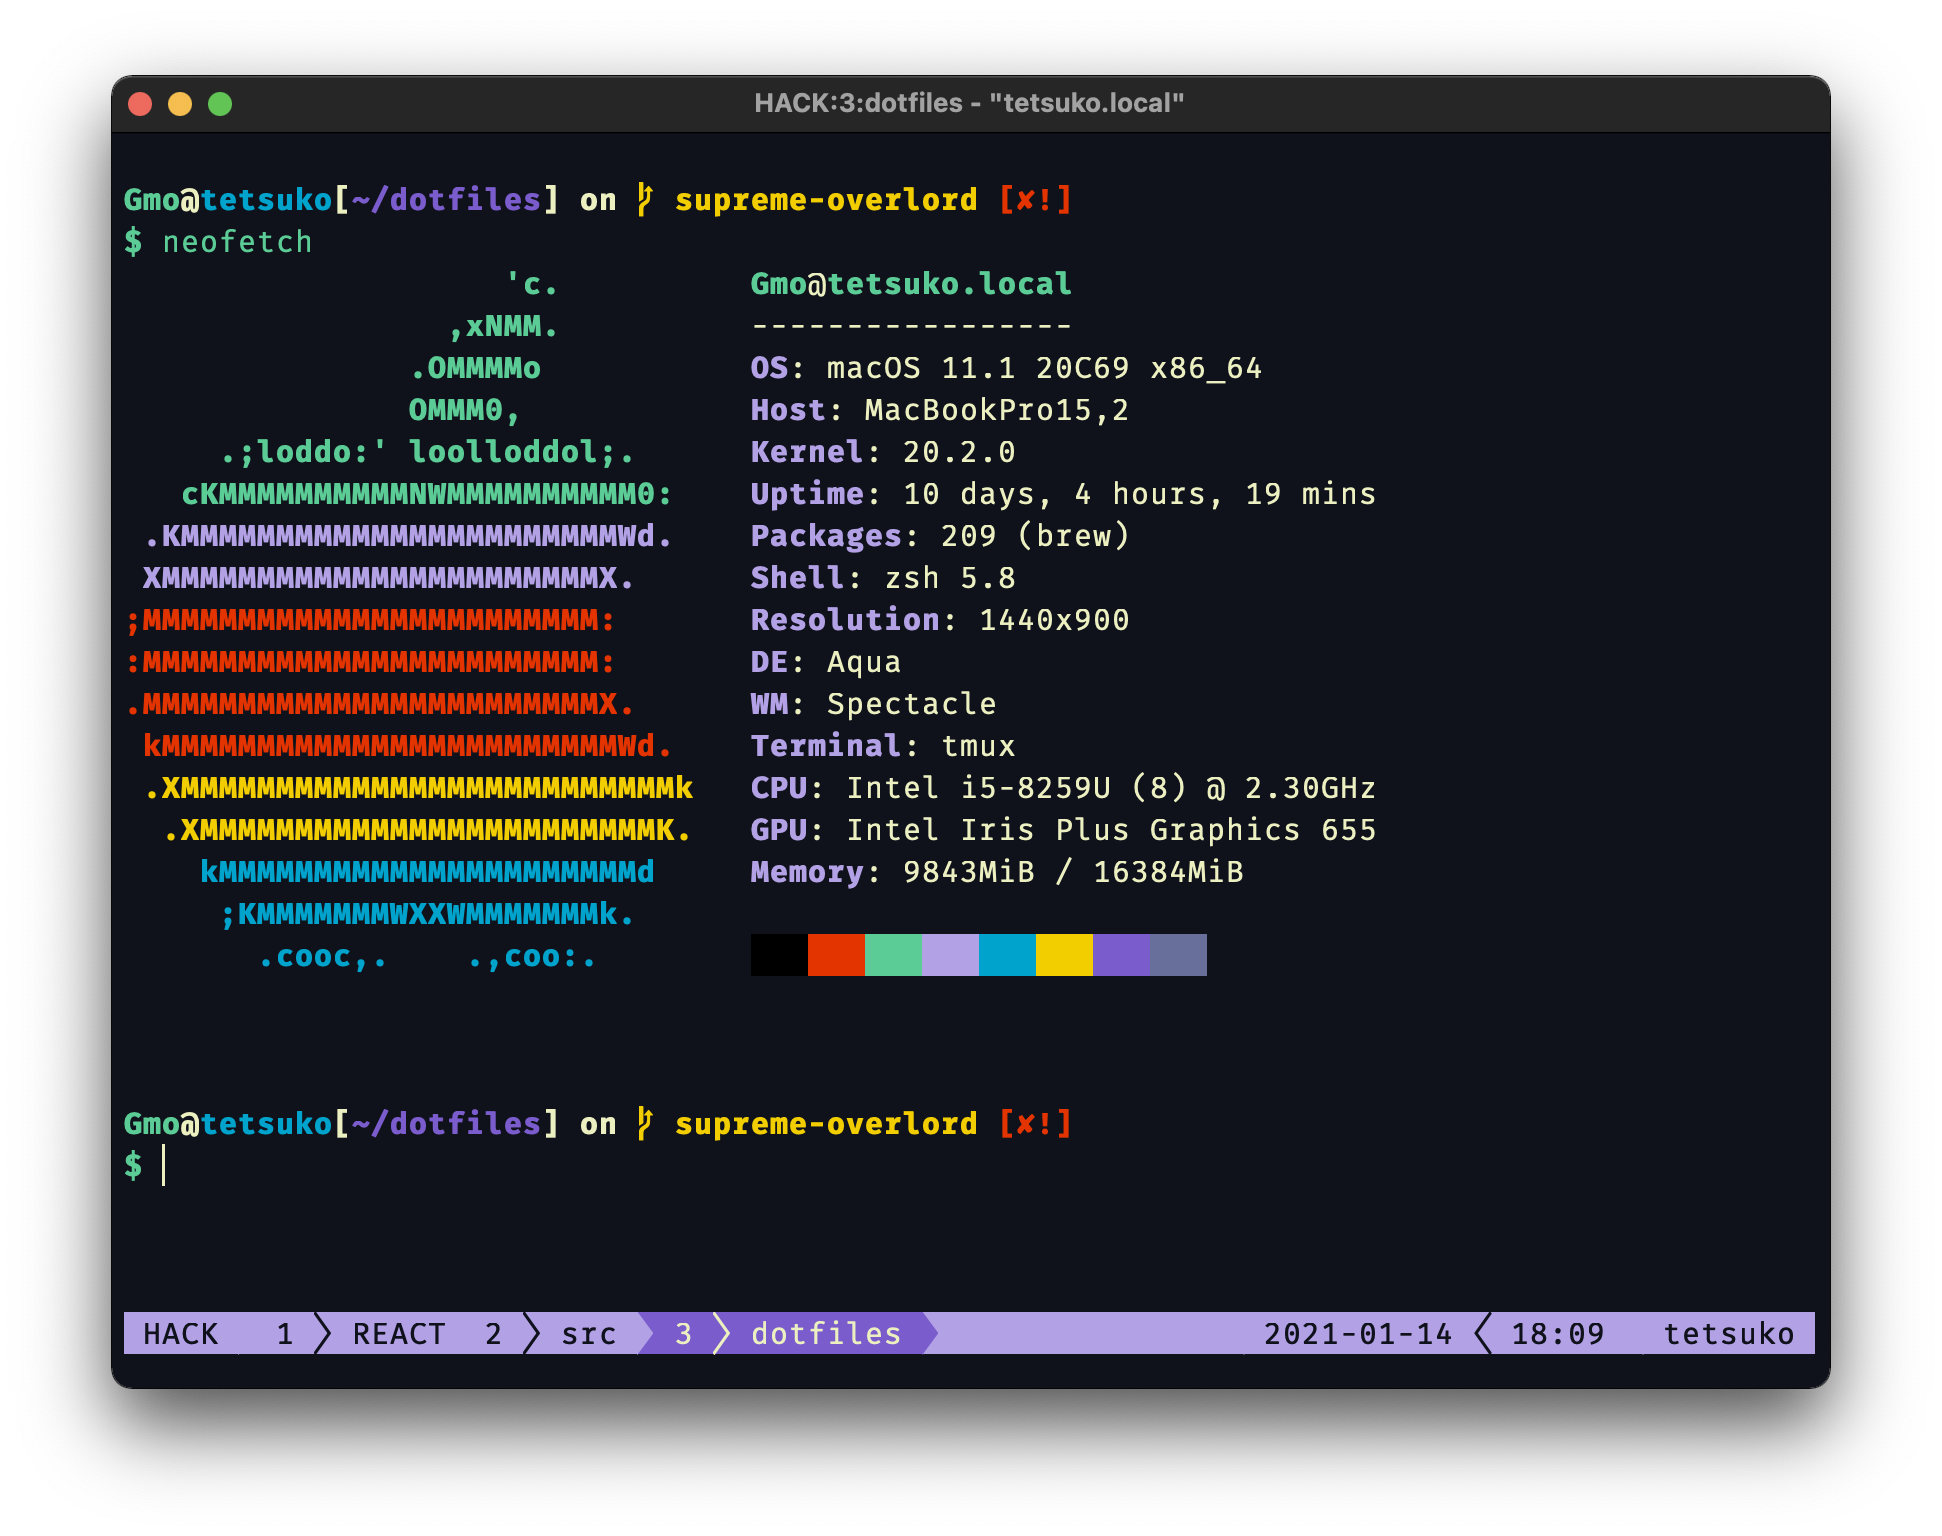 HACK:3:dotfiles - "tetsuko.local"
Gmo@tetsuko[~/dotfiles] on supreme-overlord [✘!]
$ neofetch
                    'c.          Gmo@tetsuko.local
                 ,xNMM.          -----------------
               .OMMMMo           OS: macOS 11.1 20C69 x86_64
               OMMM0,            Host: MacBookPro15,2
     .;loddo:' loolloddol;.      Kernel: 20.2.0
   cKMMMMMMMMMMNWMMMMMMMMMM0:    Uptime: 10 days, 4 hours, 19 mins
 .KMMMMMMMMMMMMMMMMMMMMMMMWd.    Packages: 209 (brew)
 XMMMMMMMMMMMMMMMMMMMMMMMX.      Shell: zsh 5.8
;MMMMMMMMMMMMMMMMMMMMMMMM:       Resolution: 1440x900
:MMMMMMMMMMMMMMMMMMMMMMMM:       DE: Aqua
.MMMMMMMMMMMMMMMMMMMMMMMMX.      WM: Spectacle
 kMMMMMMMMMMMMMMMMMMMMMMMMWd.    Terminal: tmux
 .XMMMMMMMMMMMMMMMMMMMMMMMMMMk   CPU: Intel i5-8259U (8) @ 2.30GHz
  .XMMMMMMMMMMMMMMMMMMMMMMMMK.   GPU: Intel Iris Plus Graphics 655
    kMMMMMMMMMMMMMMMMMMMMMMd     Memory: 9843MiB / 16384MiB
     ;KMMMMMMMWXXWMMMMMMMk.
       .cooc,.    .,coo:.
Gmo@tetsuko[~/dotfiles] on supreme-overlord [✘!]
$
HACK 1 REACT 2 src 3 dotfiles 2021-01-14 18:09 tetsuko